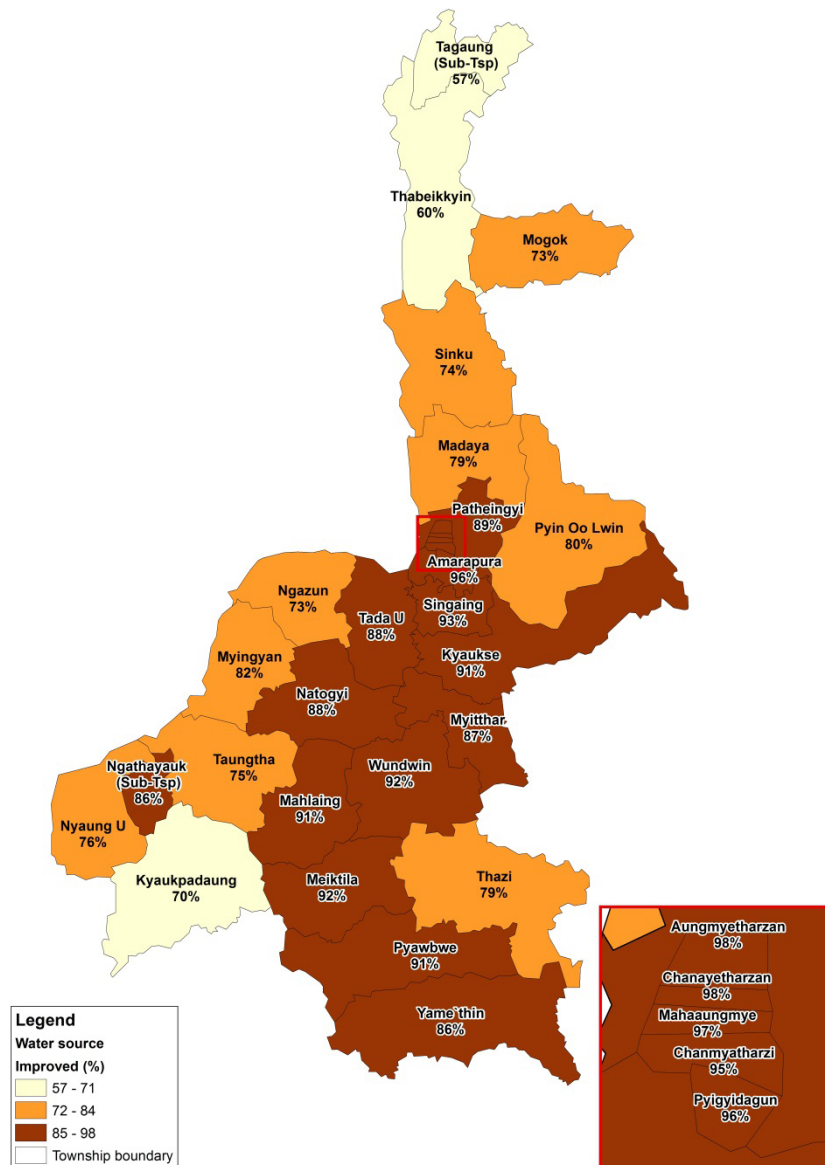 Tagaung
(Sub-Tsp)
57%
Thabeikkyin
60%
Mogok
73%
Sinku
74%
Madaya
79%
Patheingyi
89%
Pyin Oo Lwin
80%
Amarapura
96%
Ngazun
73%
Tada U
88%
Singaing
93%
Kyaukse
91%
Myingyan
82%
Natogyi
88%
Myitthar
87%
Taungtha
75%
Ngathayauk
(Sub-Tsp)
86%
Wundwin
92%
Mahlaing
91%
Nyaung U
76%
Kyaukpadaung
70%
Meiktila
92%
Thazi
79%
Pyawbwe
91%
Yame`thin
86%
Aungmyetharzan
98%
Chanayetharzan
98%
Mahaaungmye
97%
Chanmyatharzi
95%
Pyigyidagun
96%
Legend
Water source
Improved (%)
57 - 71
72 - 84
85 - 98
Township boundary